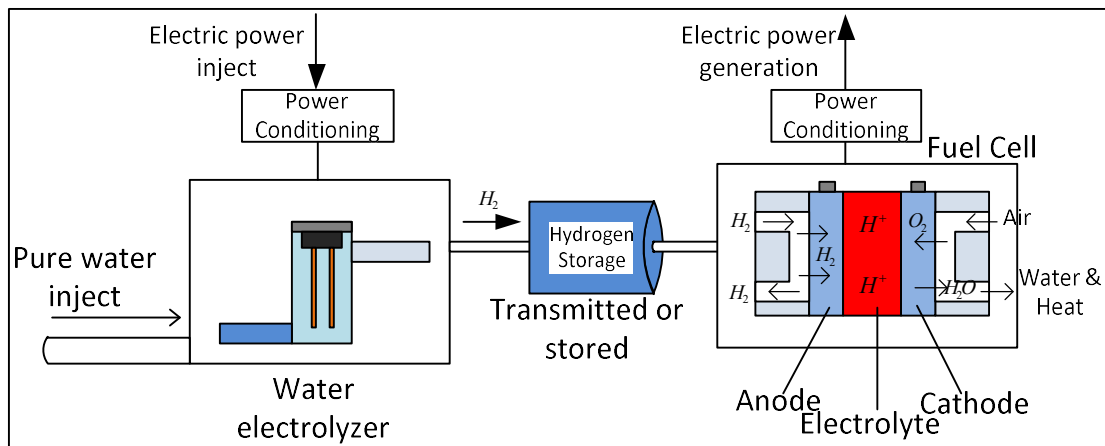 Electric power
inject
Power
Conditioning
Pure water
inject
Water
electrolyzer
H₂
Hydrogen
Storage
Transmitted or
stored
Electric power
generation
Power
Conditioning
Fuel Cell
H₂
H₂
H₂
H⁺
H⁺
O₂
H₂O
Air
Water &
Heat
Anode
Electrolyte
Cathode